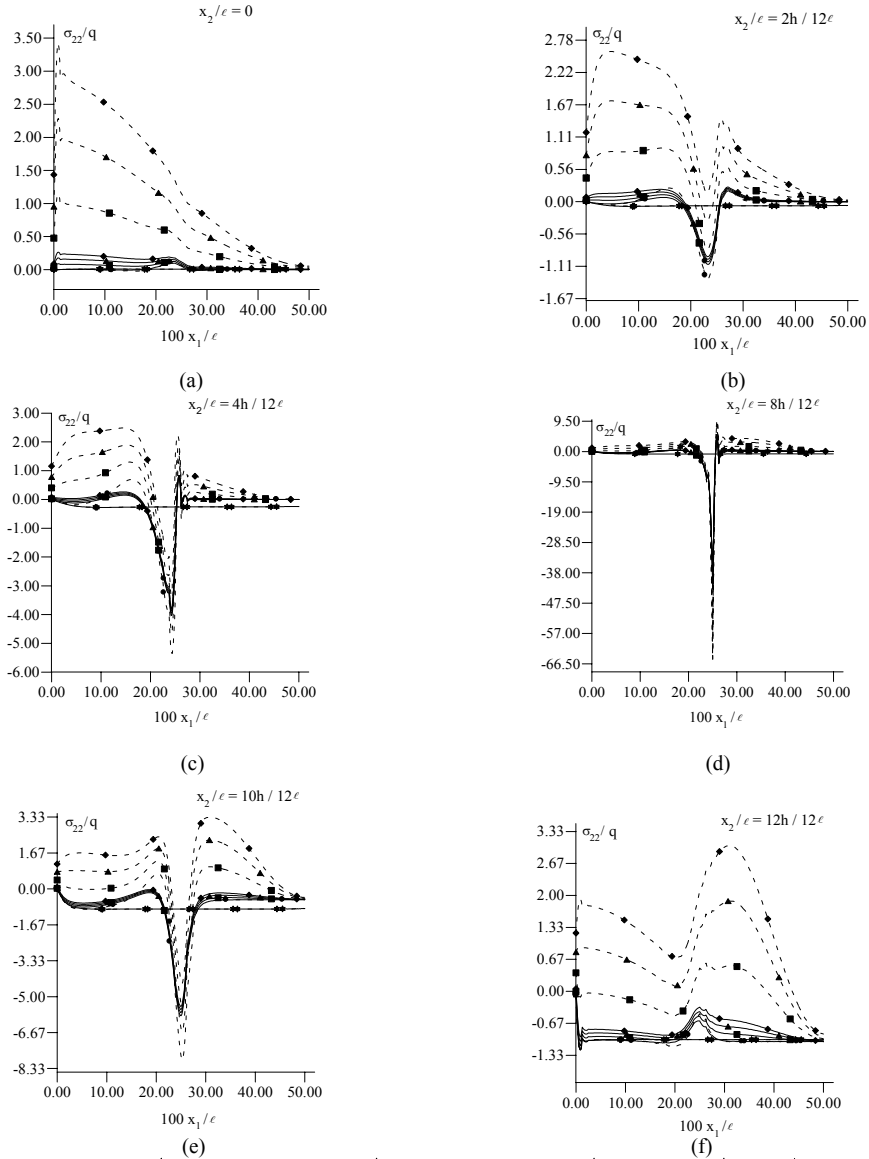 x2/ℓ = 0
σ22/q
3.50
3.00
2.50
2.00
1.50
1.00
0.50
0.00
0.00 10.00 20.00 30.00 40.00 50.00
100 x1/ℓ
(a)
x2/ℓ = 2h / 12ℓ
σ22/q
2.78
2.22
1.67
1.11
0.56
0.00
-0.56
-1.11
-1.67
0.00 10.00 20.00 30.00 40.00 50.00
100 x1/ℓ
(b)
x2/ℓ = 4h / 12ℓ
σ22/q
3.00
2.00
1.00
0.00
-1.00
-2.00
-3.00
-4.00
-5.00
-6.00
0.00 10.00 20.00 30.00 40.00 50.00
100 x1/ℓ
(c)
x2/ℓ = 8h / 12ℓ
σ22/q
9.50
0.00
-9.50
-19.00
-28.50
-38.00
-47.50
-57.00
-66.50
0.00 10.00 20.00 30.00 40.00 50.00
100 x1/ℓ
(d)
x2/ℓ = 10h / 12ℓ
σ22/q
3.33
1.67
0.00
-1.67
-3.33
-5.00
-6.67
-8.33
0.00 10.00 20.00 30.00 40.00 50.00
100 x1/ℓ
(e)
x2/ℓ = 12h / 12ℓ
σ22/ q
3.33
2.67
2.00
1.33
0.67
0.00
-0.67
-1.33
0.00 10.00 20.00 30.00 40.00 50.00
100 x1/ℓ
(f)